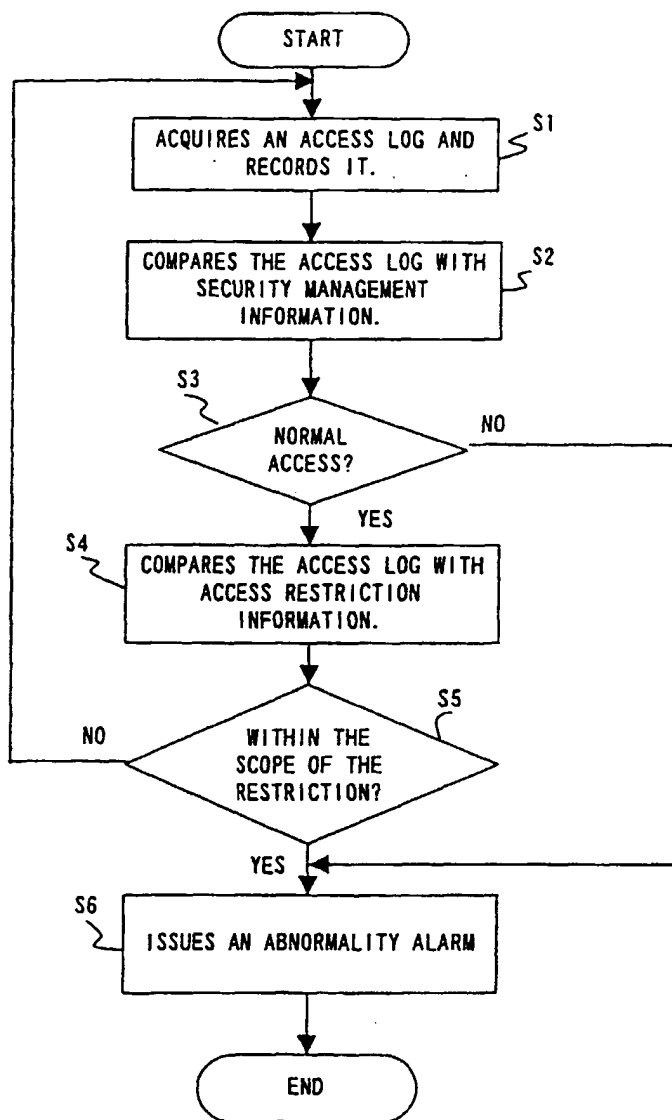 START
ACQUIRES AN ACCESS LOG AND
RECORDS IT.
S1
COMPARES THE ACCESS LOG WITH
SECURITY MANAGEMENT
INFORMATION.
S2
S3
NORMAL
ACCESS?
NO
YES
S4
COMPARES THE ACCESS LOG WITH
ACCESS RESTRICTION
INFORMATION.
S5
NO
WITHIN THE
SCOPE OF THE
RESTRICTION?
YES
S6
ISSUES AN ABNORMALITY ALARM
END